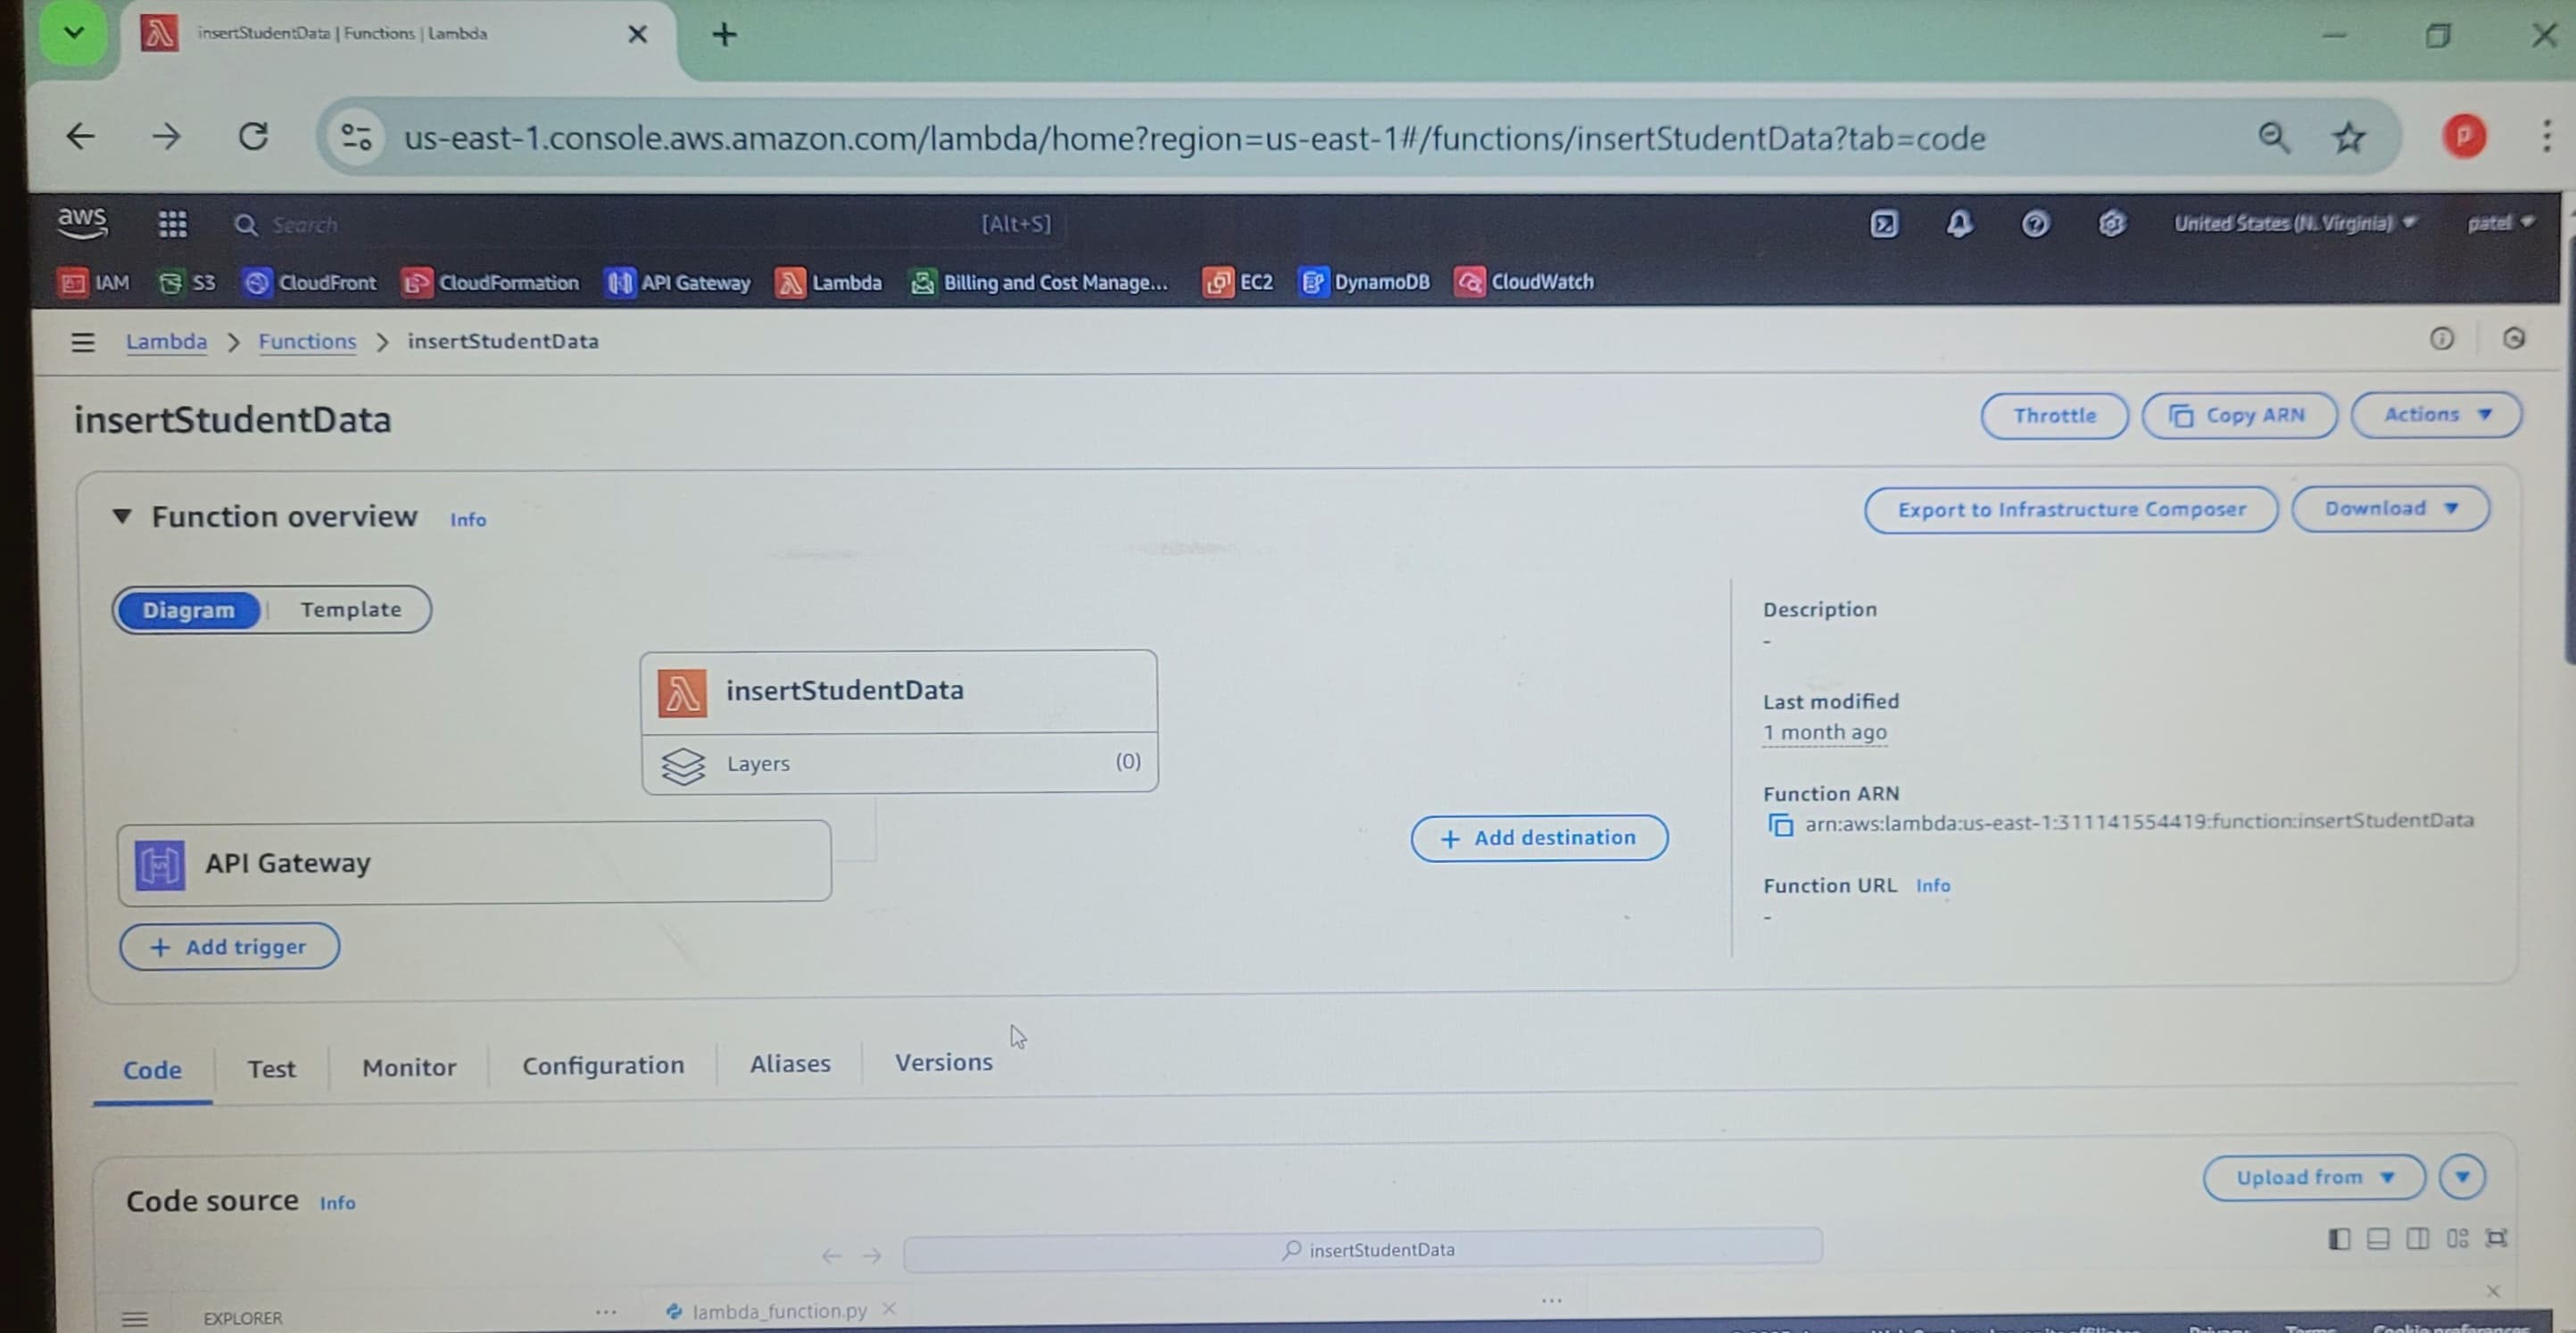 insertStudentData | Functions | Lambda
us-east-1.console.aws.amazon.com/lambda/home?region=us-east-1#/functions/insertStudentData?tab=code
aws Search [Alt+S] United States (N. Virginia) patel
IAM S3 CloudFront CloudFormation API Gateway Lambda Billing and Cost Manage... EC2 DynamoDB CloudWatch
Lambda > Functions > insertStudentData
insertStudentData
Throttle Copy ARN Actions
Function overview Info
Export to Infrastructure Composer Download
Diagram | Template
insertStudentData
Layers (0)
API Gateway
+ Add trigger
+ Add destination
Description
-
Last modified
1 month ago
Function ARN
arn:aws:lambda:us-east-1:311141554419:function:insertStudentData
Function URL Info
-
Code Test Monitor Configuration Aliases Versions
Code source Info
Upload from
insertStudentData
EXPLORER ... lambda_function.py ...
Privacy Terms Cookie preferences